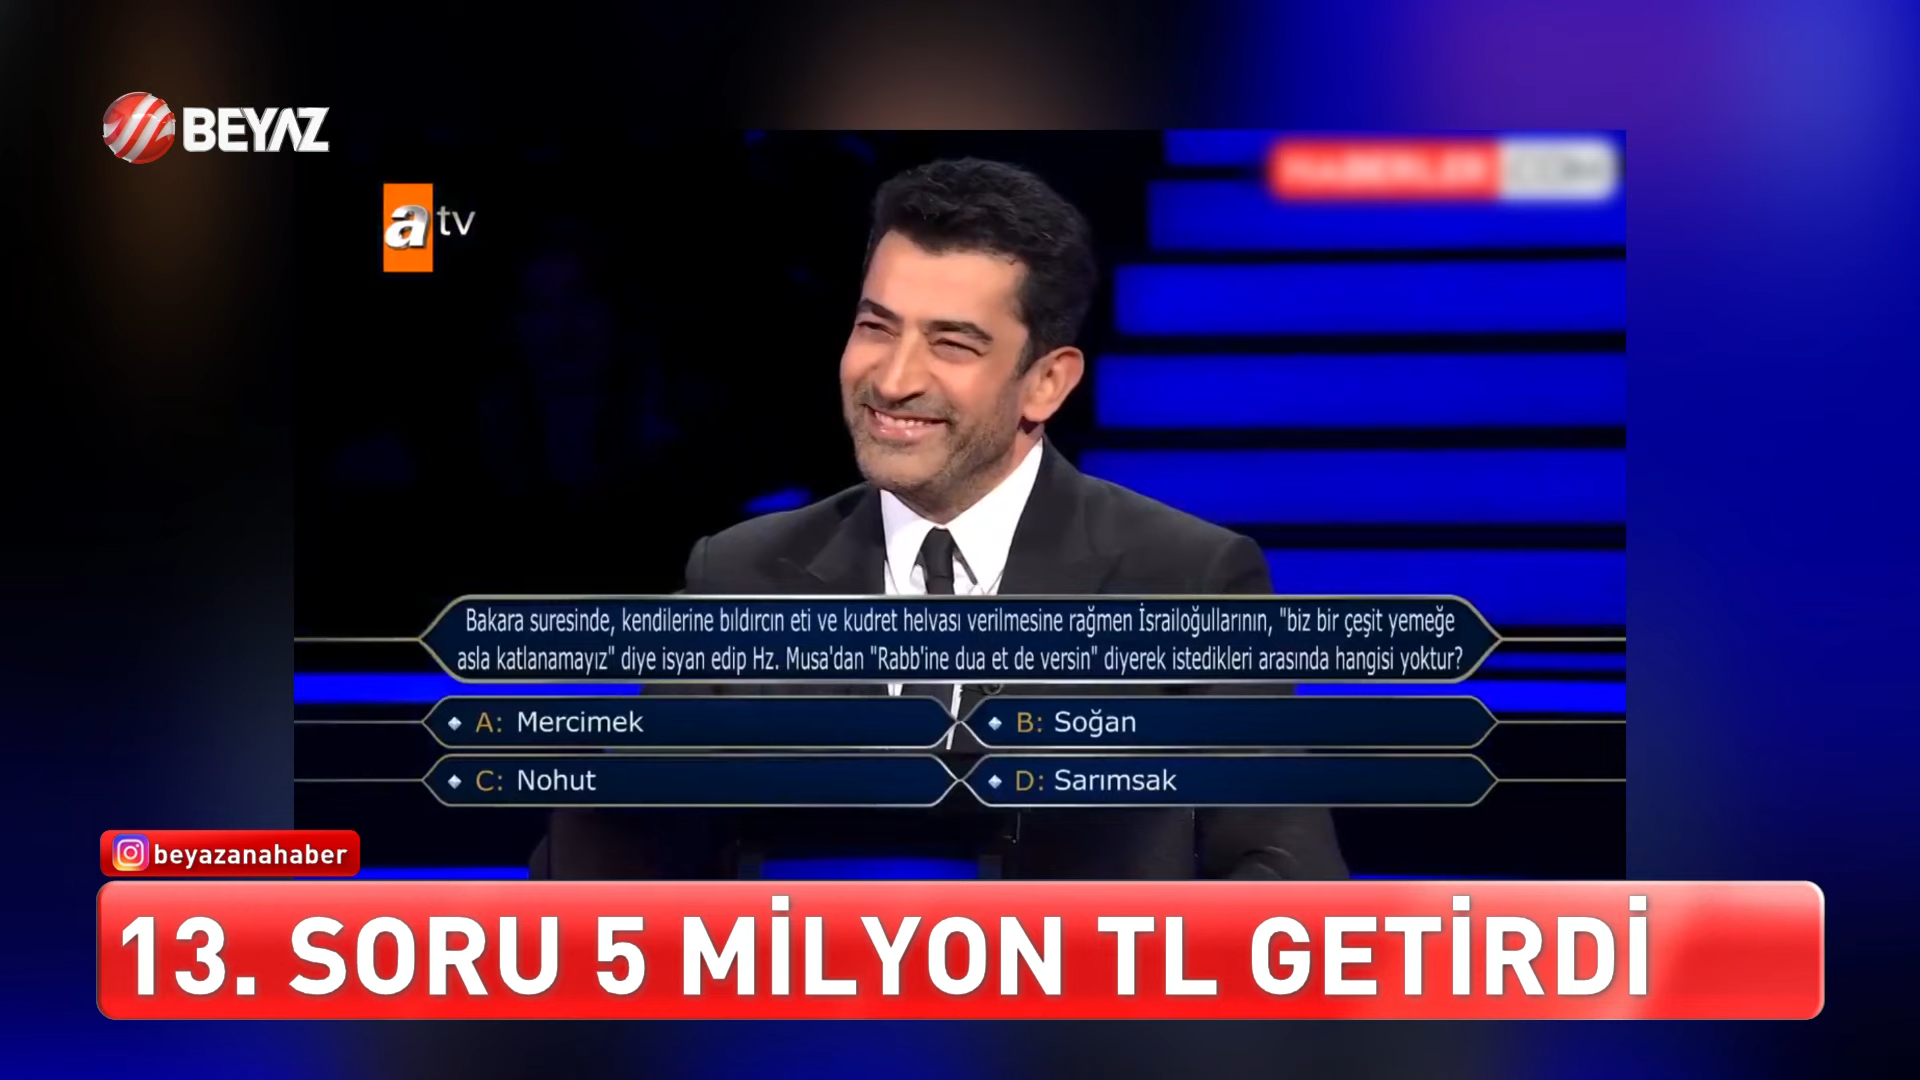 BEYAZ
atv
HABERLER.COM
Bakara suresinde, kendilerine bıldırcın eti ve kudret helvası verilmesine rağmen İsrailoğullarının, "biz bir çeşit yemeğe
asla katlanamayız" diye isyan edip Hz. Musa'dan "Rabb'ine dua et de versin" diyerek istedikleri arasında hangisi yoktur?
A: Mercimek
B: Soğan
C: Nohut
D: Sarımsak
beyazanahaber
13. SORU 5 MİLYON TL GETİRDİ